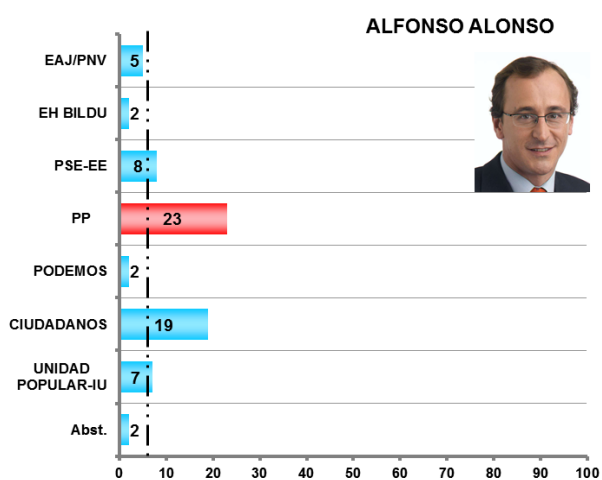 ALFONSO ALONSO
EAJ/PNV 5
EH BILDU 2
PSE-EE 8
PP 23
PODEMOS 2
CIUDADANOS 19
UNIDAD
POPULAR-IU 7
Abst. 2
0 10 20 30 40 50 60 70 80 90 100